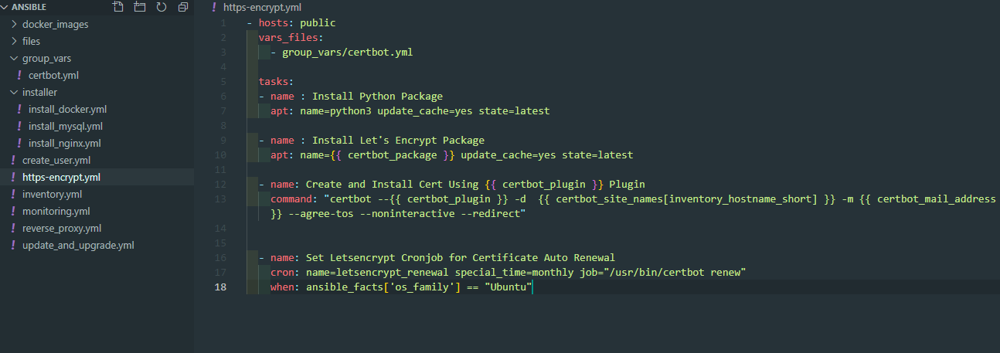 ANSIBLE
docker_images
files
group_vars
certbot.yml
installer
install_docker.yml
install_mysql.yml
install_nginx.yml
create_user.yml
https-encrypt.yml
inventory.yml
monitoring.yml
reverse_proxy.yml
update_and_upgrade.yml
https-encrypt.yml
1 - hosts: public
2 vars_files:
3 - group_vars/certbot.yml
4
5 tasks:
6 - name : Install Python Package
7 apt: name=python3 update_cache=yes state=latest
8
9 - name : Install Let's Encrypt Package
10 apt: name={{ certbot_package }} update_cache=yes state=latest
11
12 - name: Create and Install Cert Using {{ certbot_plugin }} Plugin
13 command: "certbot --{{ certbot_plugin }} -d  {{ certbot_site_names[inventory_hostname_short] }} -m {{ certbot_mail_address
}} --agree-tos --noninteractive --redirect"
14
15
16 - name: Set Letsencrypt Cronjob for Certificate Auto Renewal
17 cron: name=letsencrypt_renewal special_time=monthly job="/usr/bin/certbot renew"
18 when: ansible_facts['os_family'] == "Ubuntu"